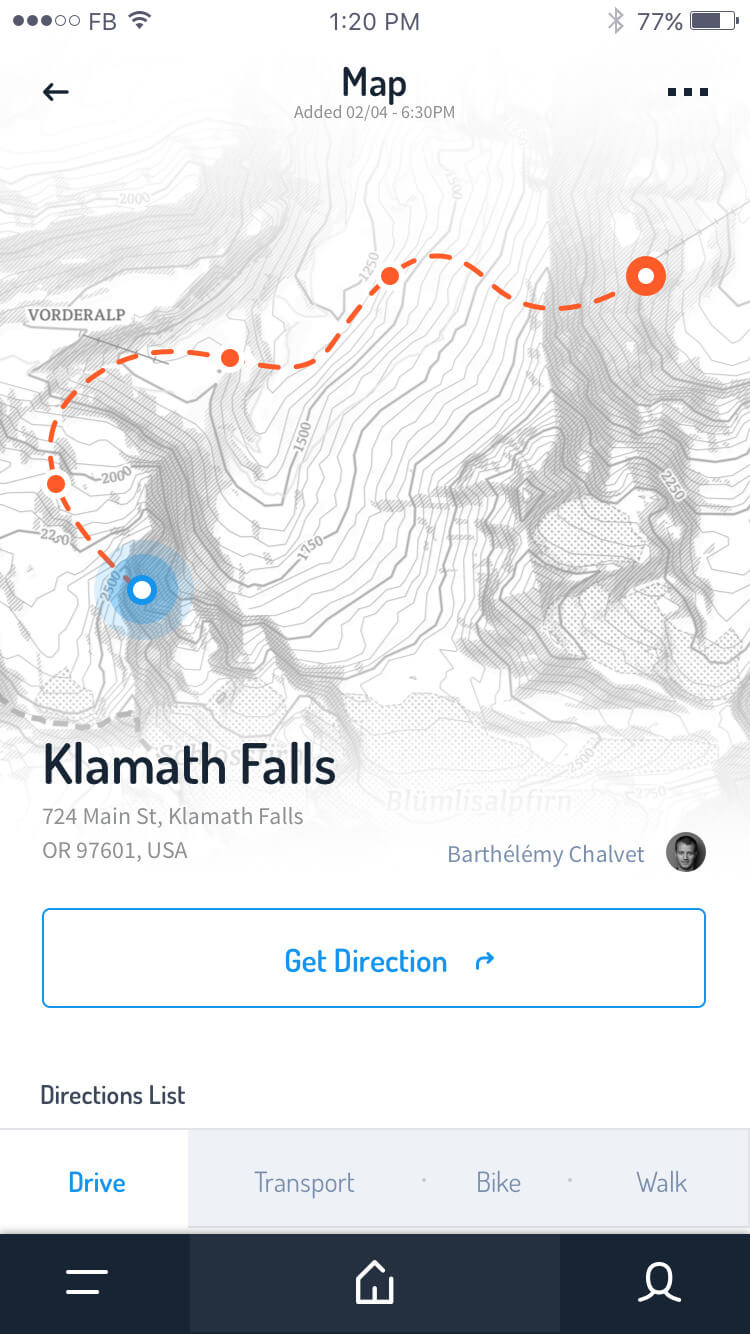 FB
1:20 PM
77%
Map
Added 02/04 - 6:30PM
2000
1500
1250
VORDERALP
1500
2000
2250
2250
1750
2500
Klamath Falls
2500
2750
Blümlisalpfirn
724 Main St, Klamath Falls
OR 97601, USA
Barthélémy Chalvet
Get Direction
Directions List
Drive
Transport
·
Bike
·
Walk